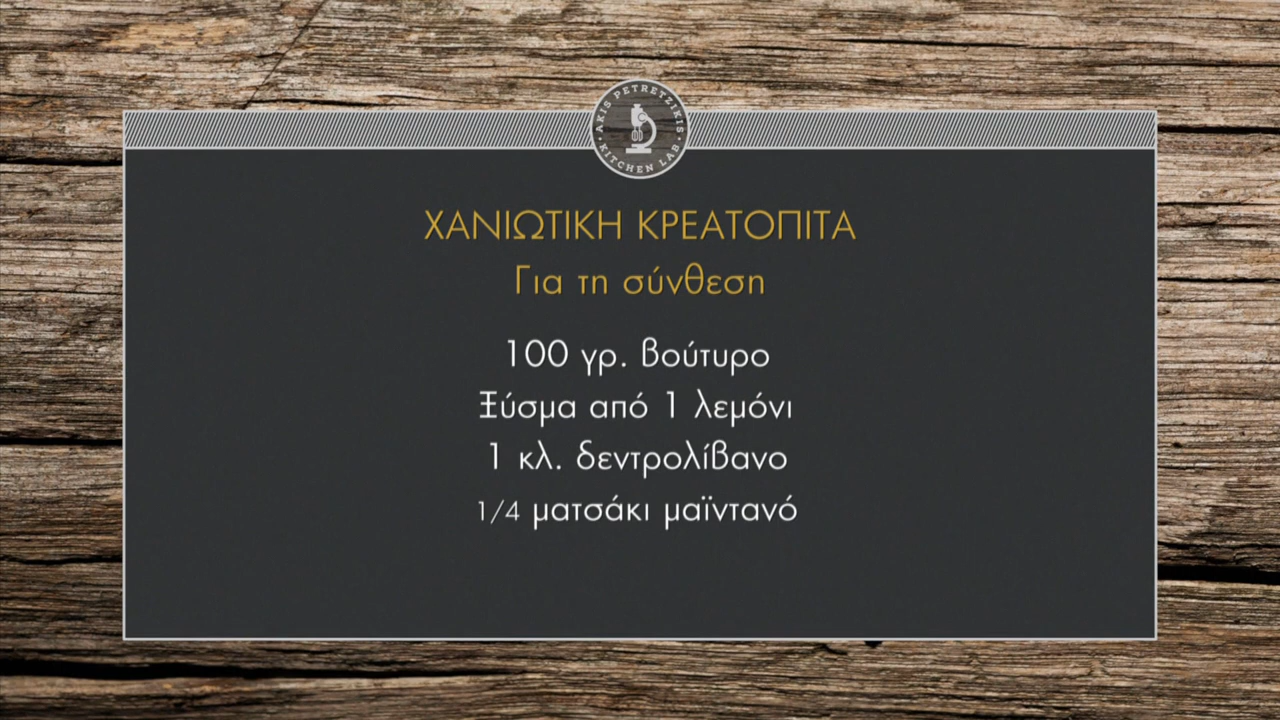 AKIS PETRETZIKIS
KITCHEN LAB
ΧΑΝΙΩΤΙΚΗ ΚΡΕΑΤΟΠΙΤΑ
Για τη σύνθεση
100 γρ. βούτυρο
Ξύσμα από 1 λεμόνι
1 κλ. δεντρολίβανο
1/4 ματσάκι μαϊντανό